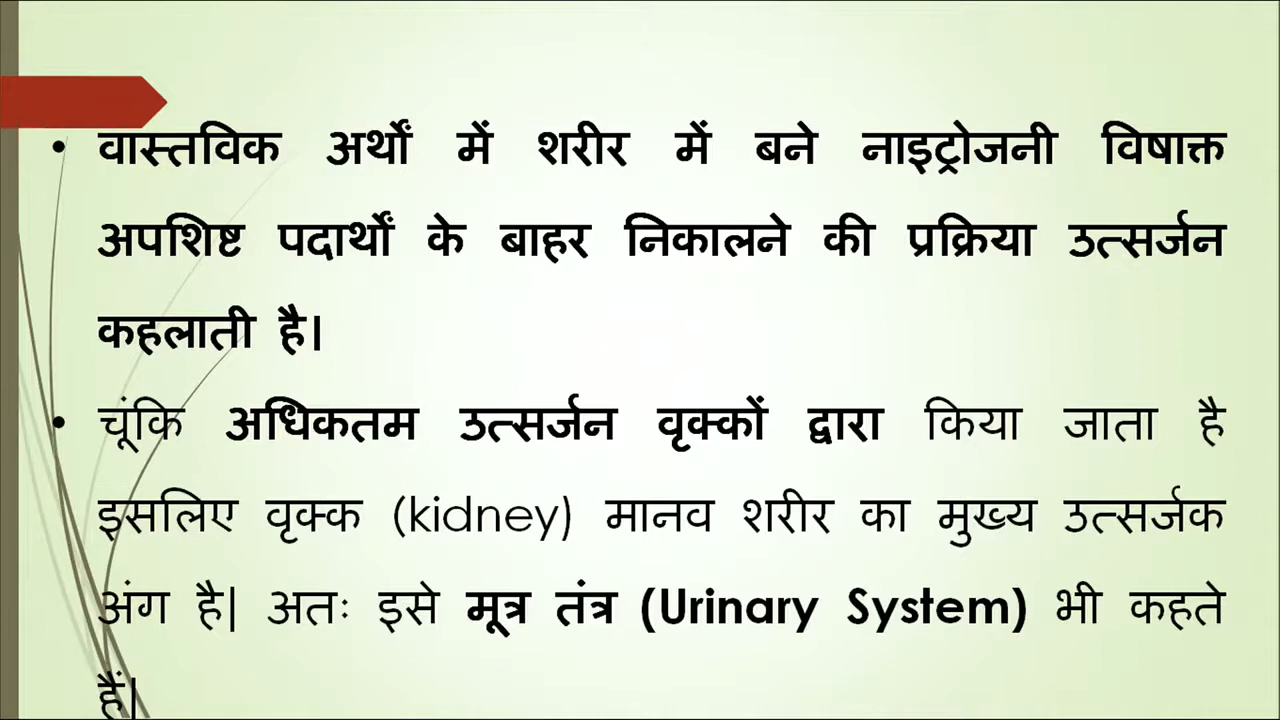 • वास्तविक अर्थों में शरीर में बने नाइट्रोजनी विषाक्त
अपशिष्ट पदार्थों के बाहर निकालने की प्रक्रिया उत्सर्जन
कहलाती है।
• चूंकि अधिकतम उत्सर्जन वृक्कों द्वारा किया जाता है
इसलिए वृक्क (kidney) मानव शरीर का मुख्य उत्सर्जक
अंग है| अतः इसे मूत्र तंत्र (Urinary System) भी कहते
हैं|